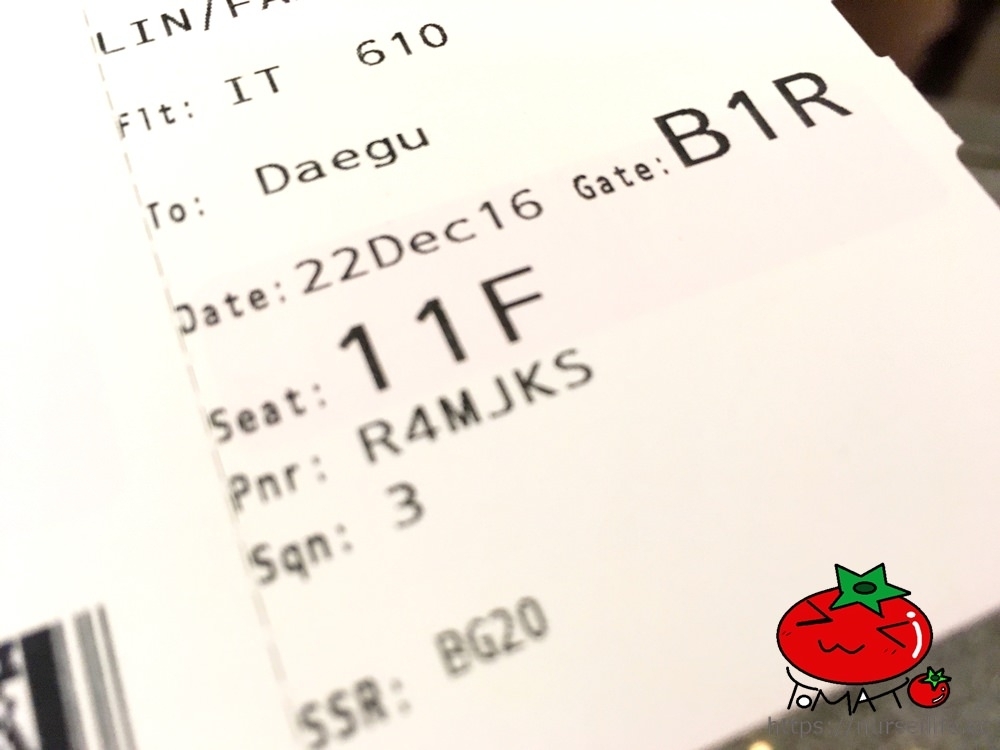 LIN/FA
Flt: IT 610
To: Daegu
Date: 22Dec16 Gate: B1R
Seat: 11F
Pnr: R4MJKS
Sqn: 3
SSR: BG20
TOMATO